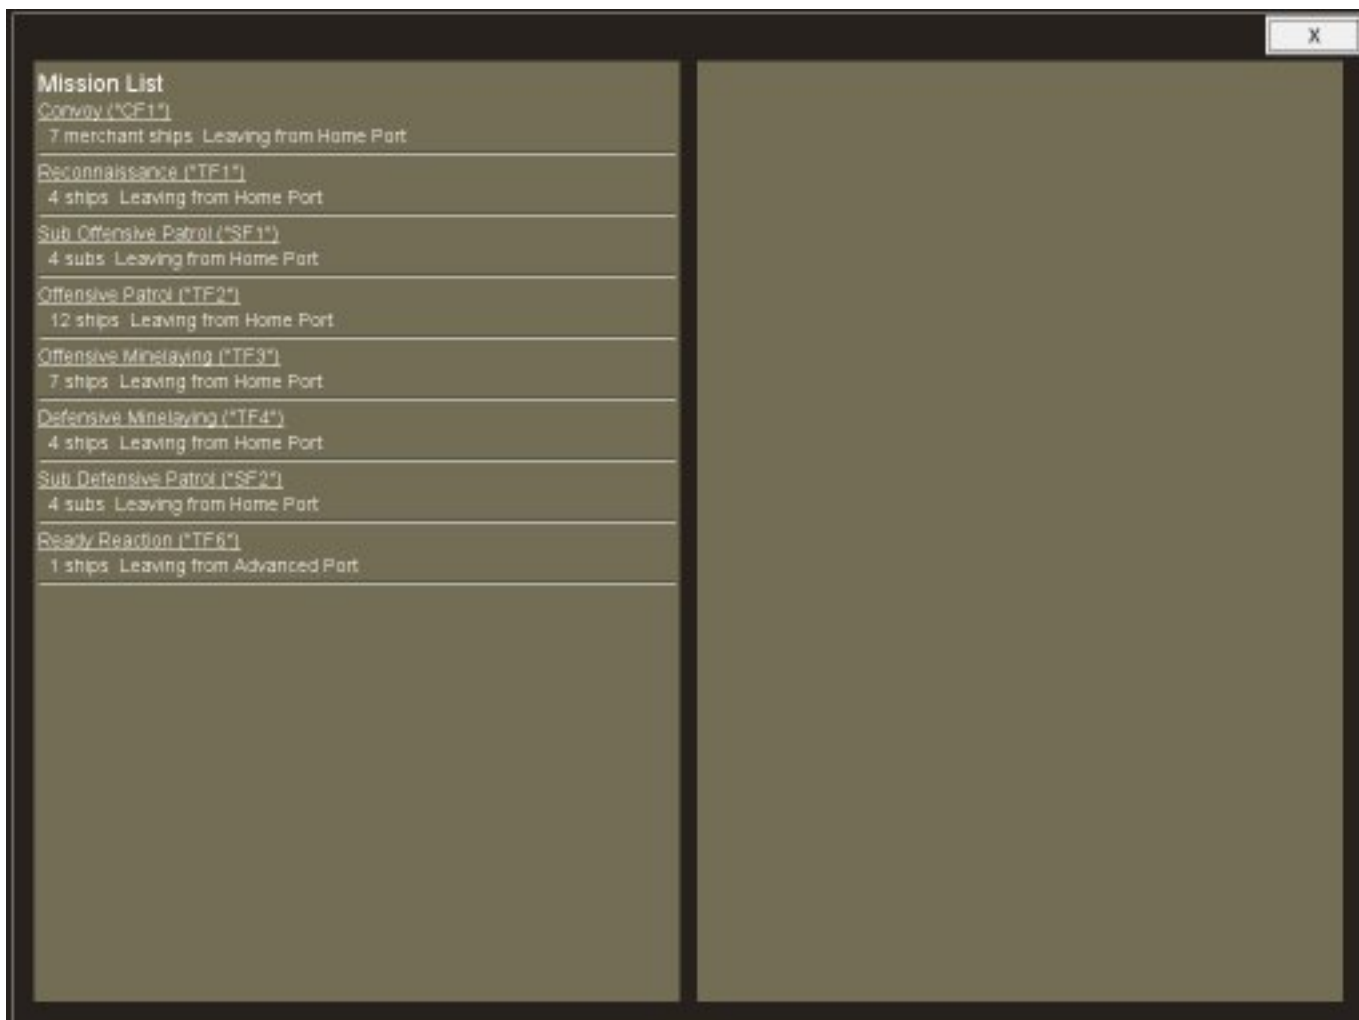 X
Mission List
Convoy ("CF1")
7 merchant ships Leaving from Home Port
Reconnaissance ("TF1")
4 ships Leaving from Home Port
Sub Offensive Patrol ("SF1")
4 subs Leaving from Home Port
Offensive Patrol ("TF2")
12 ships Leaving from Home Port
Offensive Minelaying ("TF3")
7 ships Leaving from Home Port
Defensive Minelaying ("TF4")
4 ships Leaving from Home Port
Sub Defensive Patrol ("SF2")
4 subs Leaving from Home Port
Ready Reaction ("TF6")
1 ships Leaving from Advanced Port